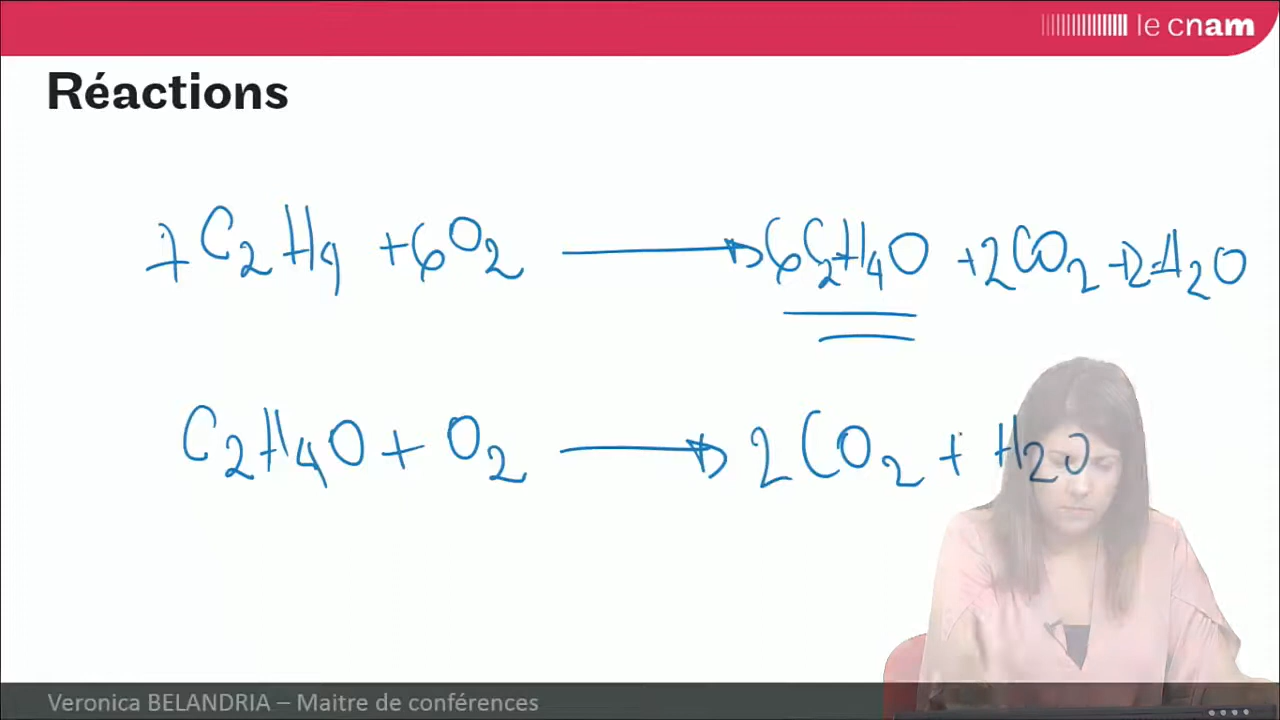 le cnam
Réactions
7C₂H₄ + 6O₂ → 6C₂H₄O + 2CO₂ + 2H₂O
C₂H₄O + O₂ → 2CO₂ + H₂O
Veronica BELANDRIA – Maitre de conférences